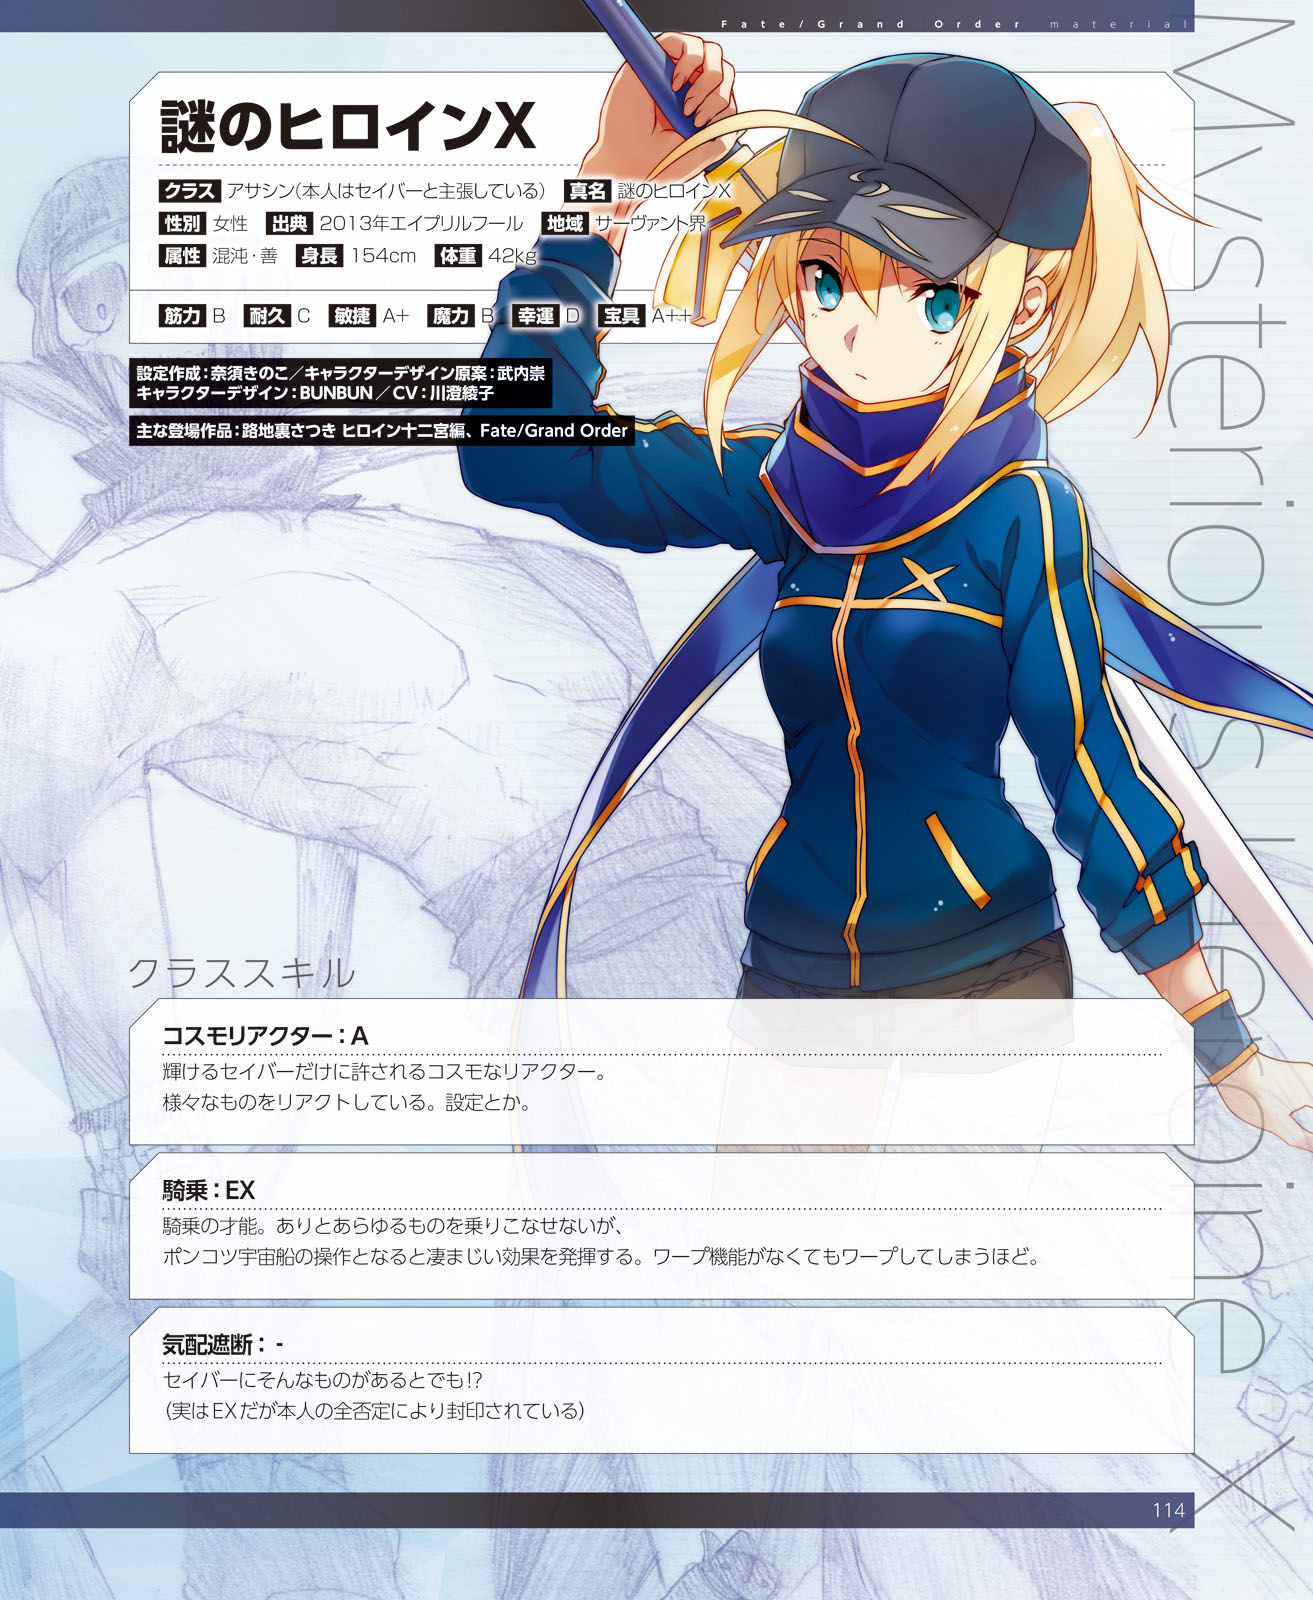 Fate/Grand Order material
謎のヒロインX
クラス アサシン（本人はセイバーと主張している） 真名 謎のヒロインX
性別 女性 出典 2013年エイプリルフール 地域 サーヴァント界
属性 混沌・善 身長 154cm 体重 42kg
筋力 B 耐久 C 敏捷 A+ 魔力 B 幸運 D 宝具 A++
設定作成：奈須きのこ／キャラクターデザイン原案：武内崇
キャラクターデザイン：BUNBUN／CV：川澄綾子
主な登場作品：路地裏さつき ヒロイン十二宮編、Fate/Grand Order
Mysterious Heroine X
クラススキル
コスモリアクター：A
輝けるセイバーだけに許されるコスモなリアクター。
様々なものをリアクトしている。設定とか。
騎乗：EX
騎乗の才能。ありとあらゆるものを乗りこなせないが、
ポンコツ宇宙船の操作となると凄まじい効果を発揮する。ワープ機能がなくてもワープしてしまうほど。
気配遮断：-
セイバーにそんなものがあるとでも!?
（実はEXだが本人の全否定により封印されている）
114